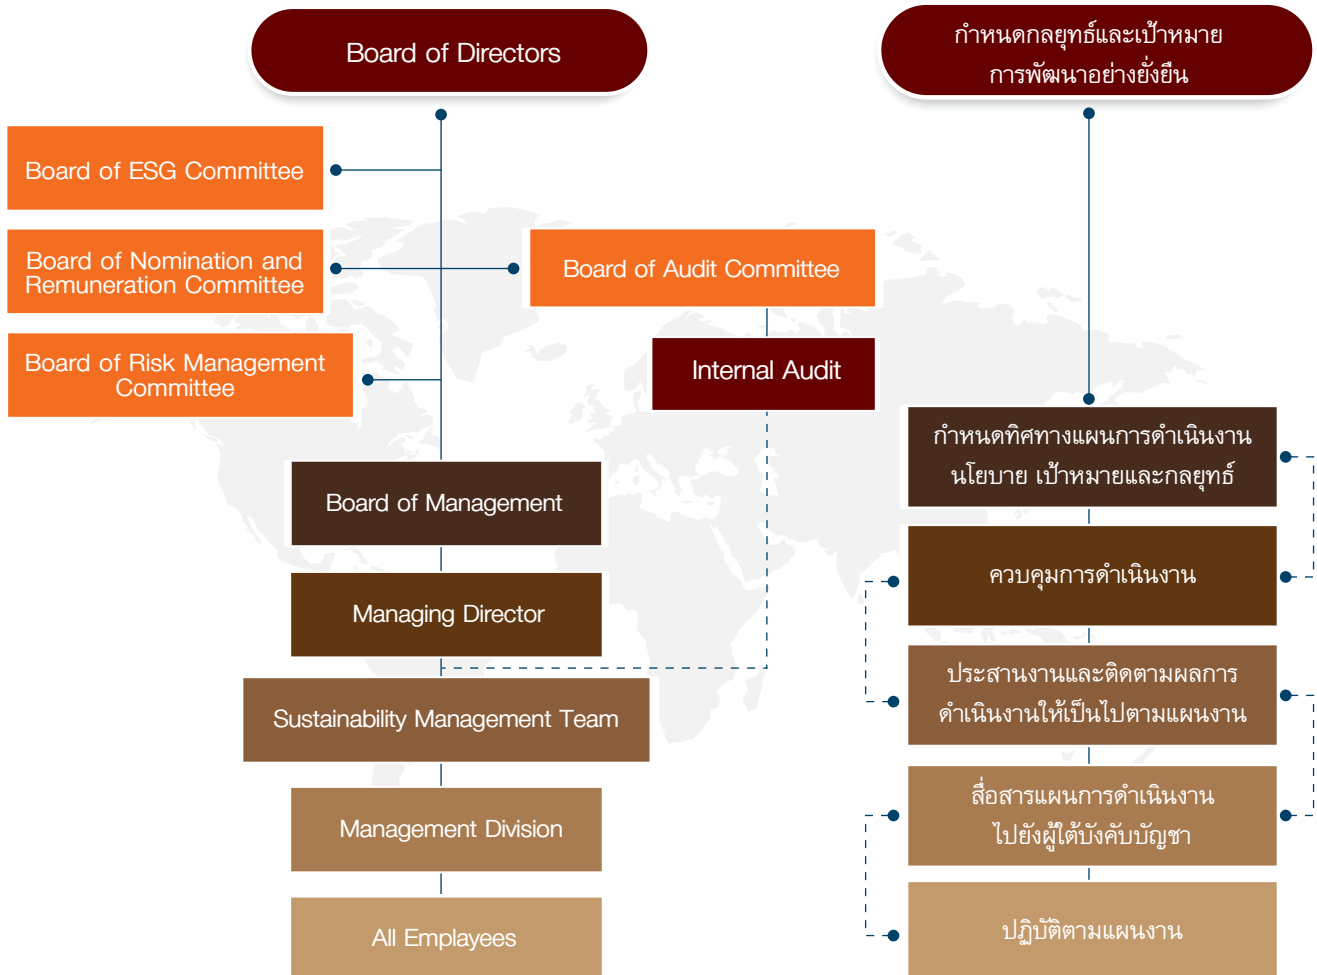 Board of Directors
Board of ESG Committee
Board of Nomination and
Remuneration Committee
Board of Audit Committee
Board of Risk Management
Committee
Internal Audit
Board of Management
Managing Director
Sustainability Management Team
Management Division
All Emplayees
กำหนดกลยุทธ์และเป้าหมาย
การพัฒนาอย่างยั่งยืน
กำหนดทิศทางแผนการดำเนินงาน
นโยบาย เป้าหมายและกลยุทธ์
ควบคุมการดำเนินงาน
ประสานงานและติดตามผลการ
ดำเนินงานให้เป็นไปตามแผนงาน
สื่อสารแผนการดำเนินงาน
ไปยังผู้ใต้บังคับบัญชา
ปฏิบัติตามแผนงาน